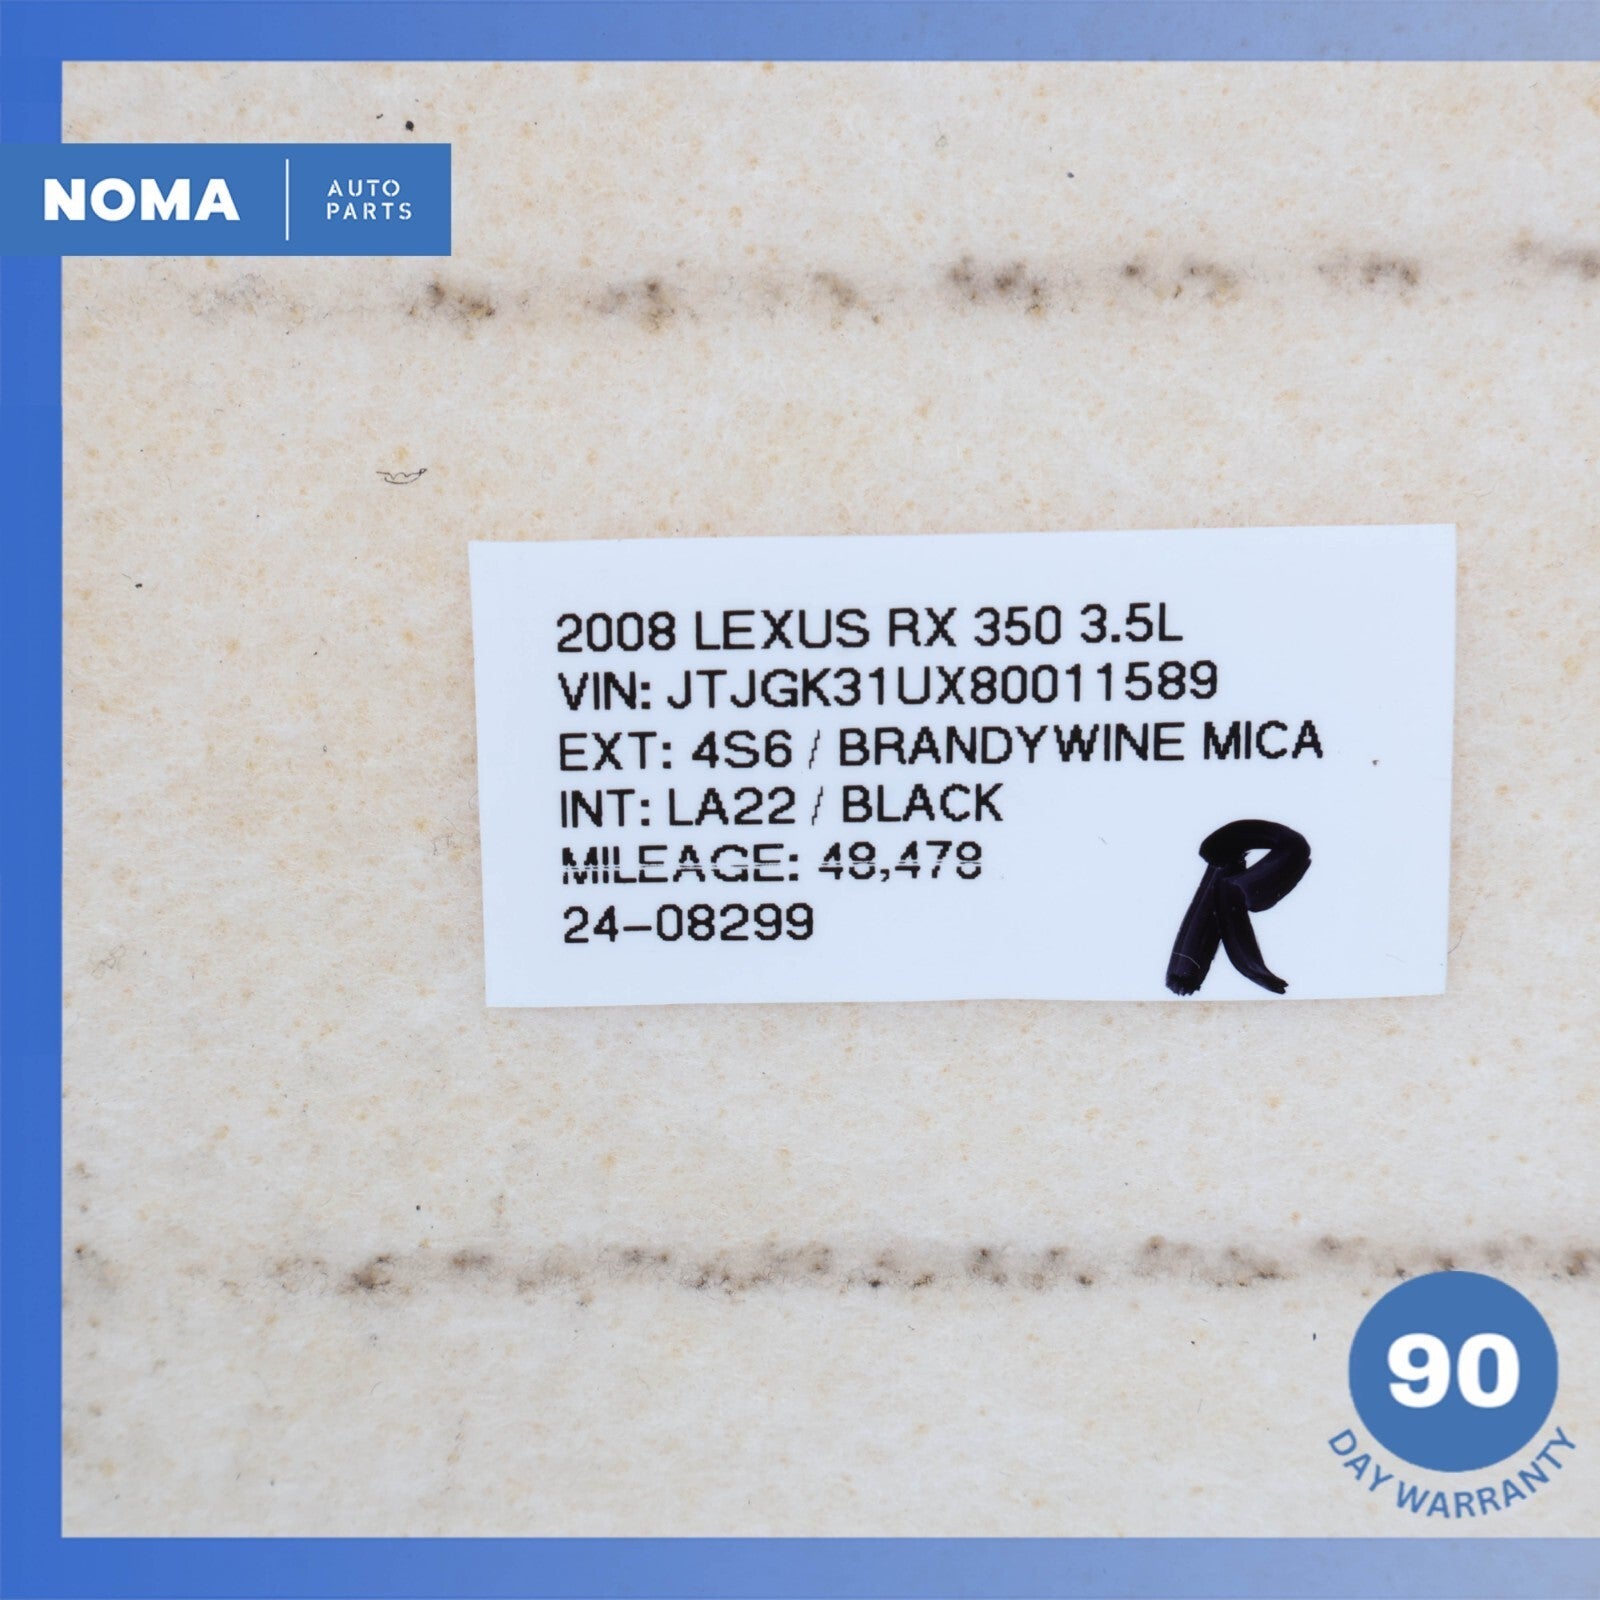 NOMA
AUTO
PARTS
2008 LEXUS RX 350 3.5L
VIN: JTJGK31UX80011589
EXT: 4S6 / BRANDYWINE MICA
INT: LA22 / BLACK
MILEAGE: 48,478
24-08299
R
90
DAY WARRANTY